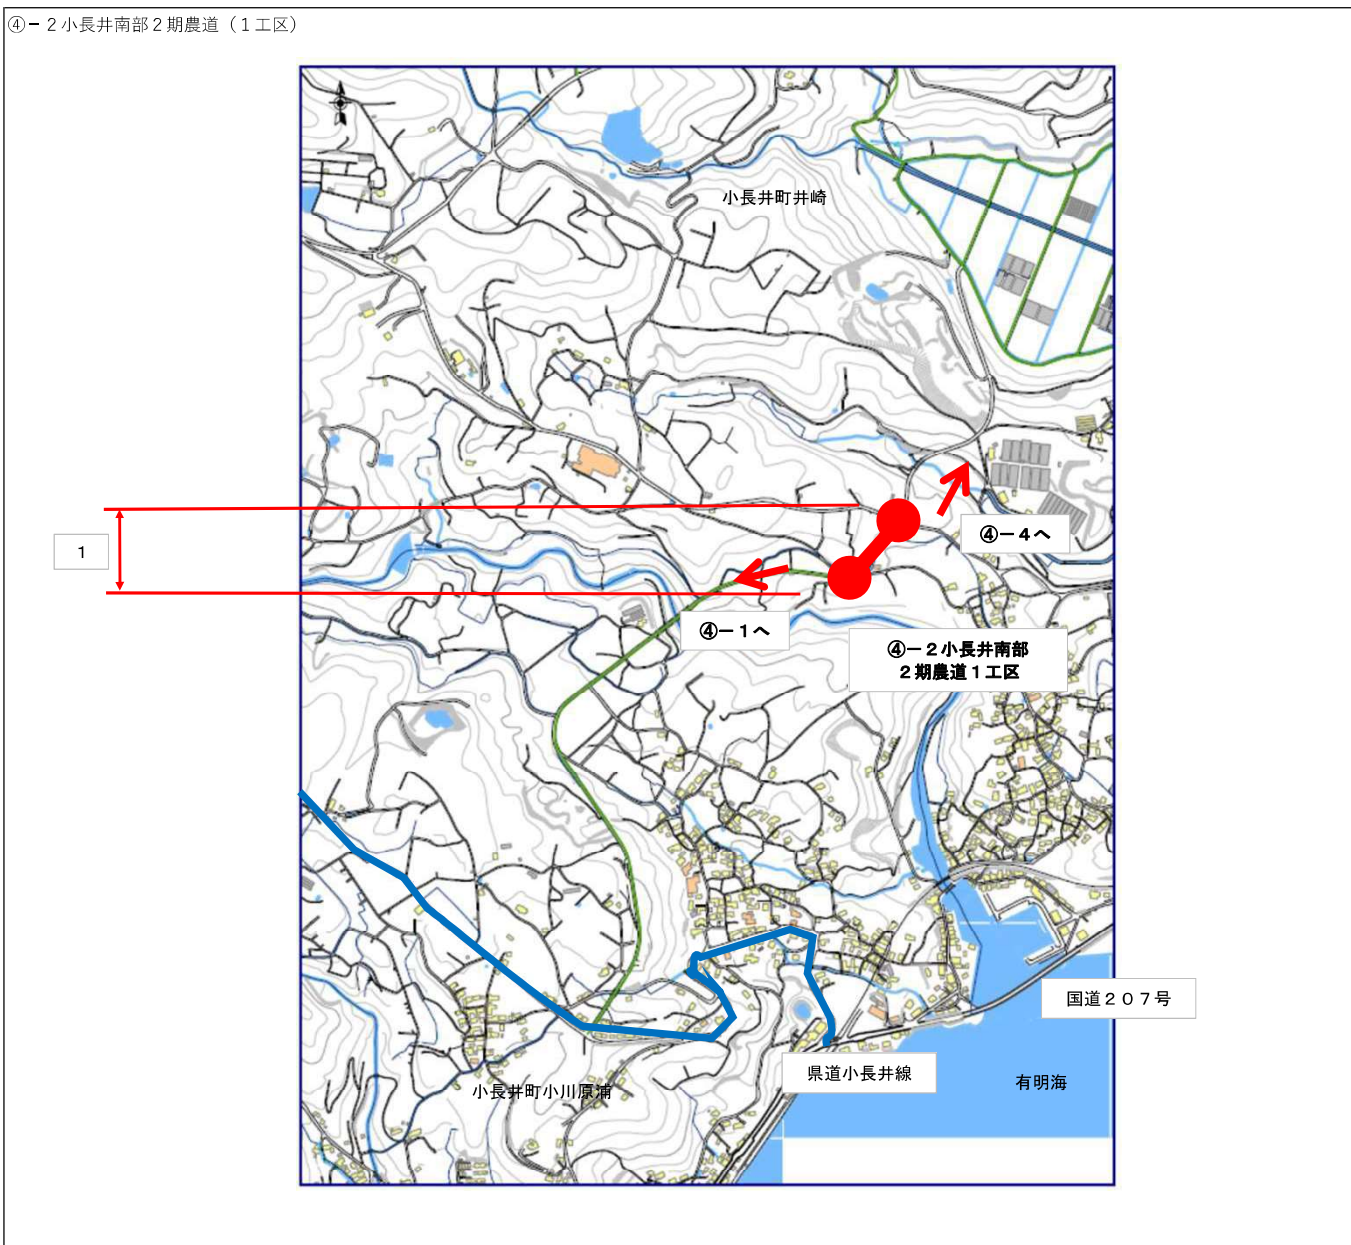 ④－２小長井南部２期農道（１工区）
小長井町井崎
④－４へ
1
④－１へ
④－２小長井南部
２期農道１工区
国道２０７号
県道小長井線
有明海
小長井町小川原浦